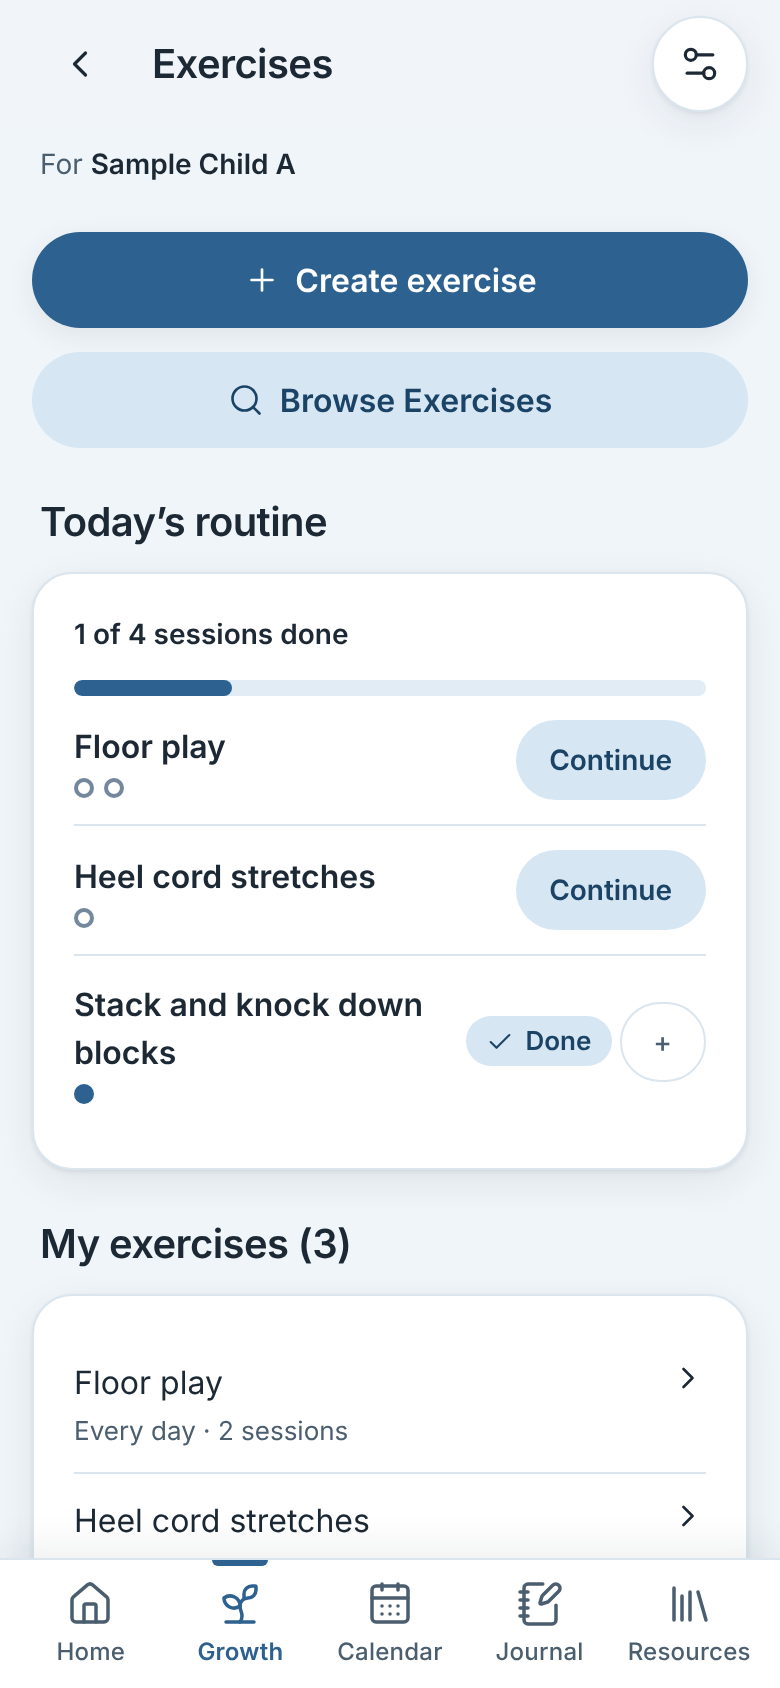 Exercises
For Sample Child A
+ Create exercise
Browse Exercises
Today’s routine
1 of 4 sessions done
Floor play
Continue
Heel cord stretches
Continue
Stack and knock down
blocks
Done
+
My exercises (3)
Floor play
Every day · 2 sessions
Heel cord stretches
Home
Growth
Calendar
Journal
Resources